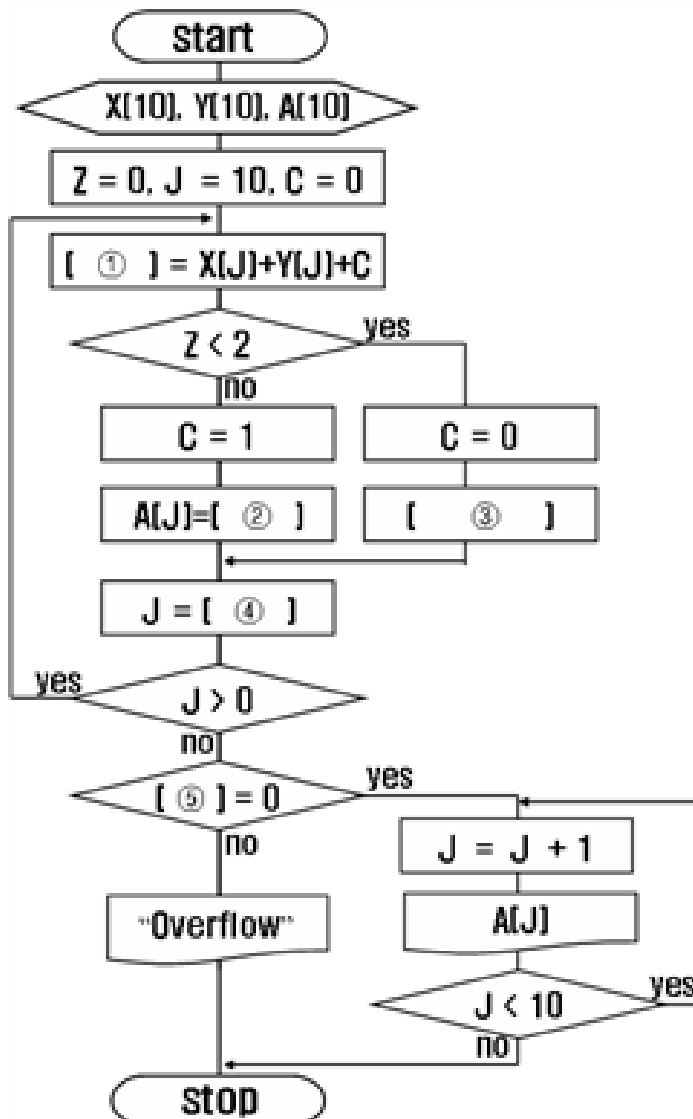 start
X(10), Y(10), A(10)
Z = 0, J = 10, C = 0
[ ① ] = X(J)+Y(J)+C
Z < 2
yes
no
C = 1
C = 0
A(J)=[ ② ]
[ ③ ]
J = [ ④ ]
yes
J > 0
no
[ ⑤ ] = 0
yes
no
J = J + 1
"Overflow"
A(J)
J < 10
yes
no
stop